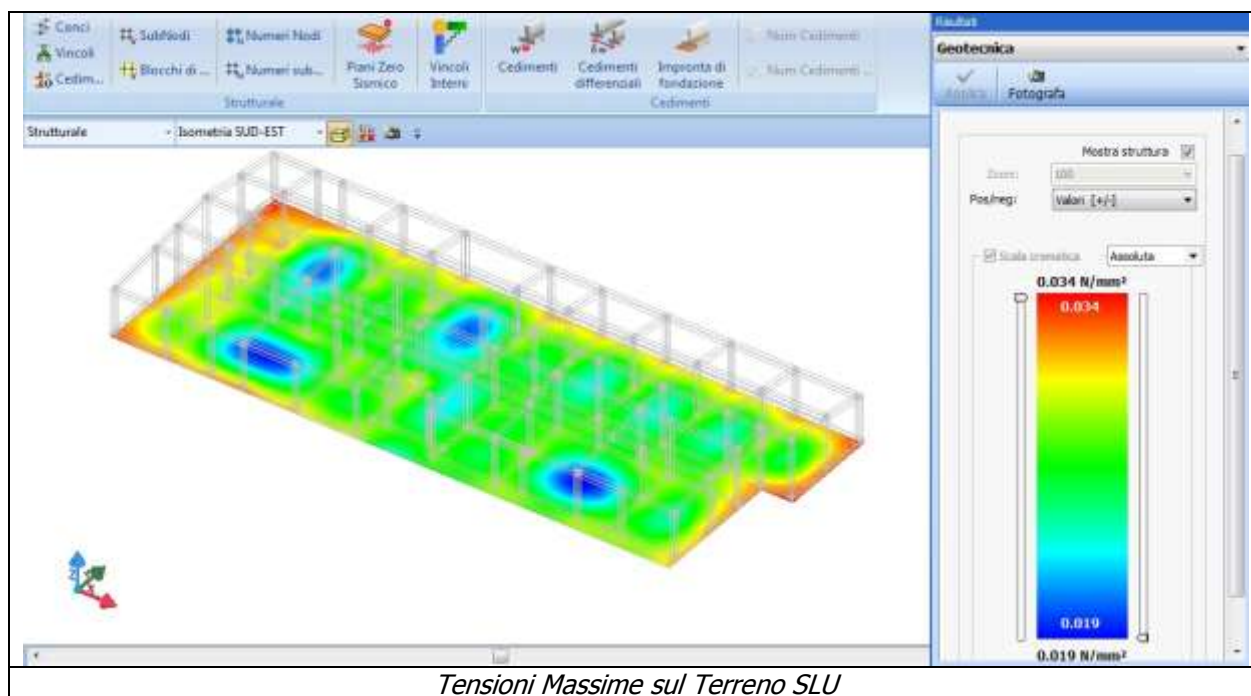 Conci
Vincoli
Cedim...
SubNodi
Blocchi di ...
Numeri Nodi
Numeri sub...
Piani Zero
Sismico
Vincoli
Interni
Strutturale
Cedimenti
Cedimenti
differenziali
Impronta di
fondazione
Num Cedimenti
Num Cedimenti ...
Cedimenti
Strutturale
Isometria SUD-EST
Risultati
Geotecnica
Applica
Fotografa
Mostra struttura
Zoom:
100
Pos/neg:
Valori [+/-]
Scala cromatica
Assoluta
0.034 N/mm²
0.034
0.019
0.019 N/mm²
Tensioni Massime sul Terreno SLU